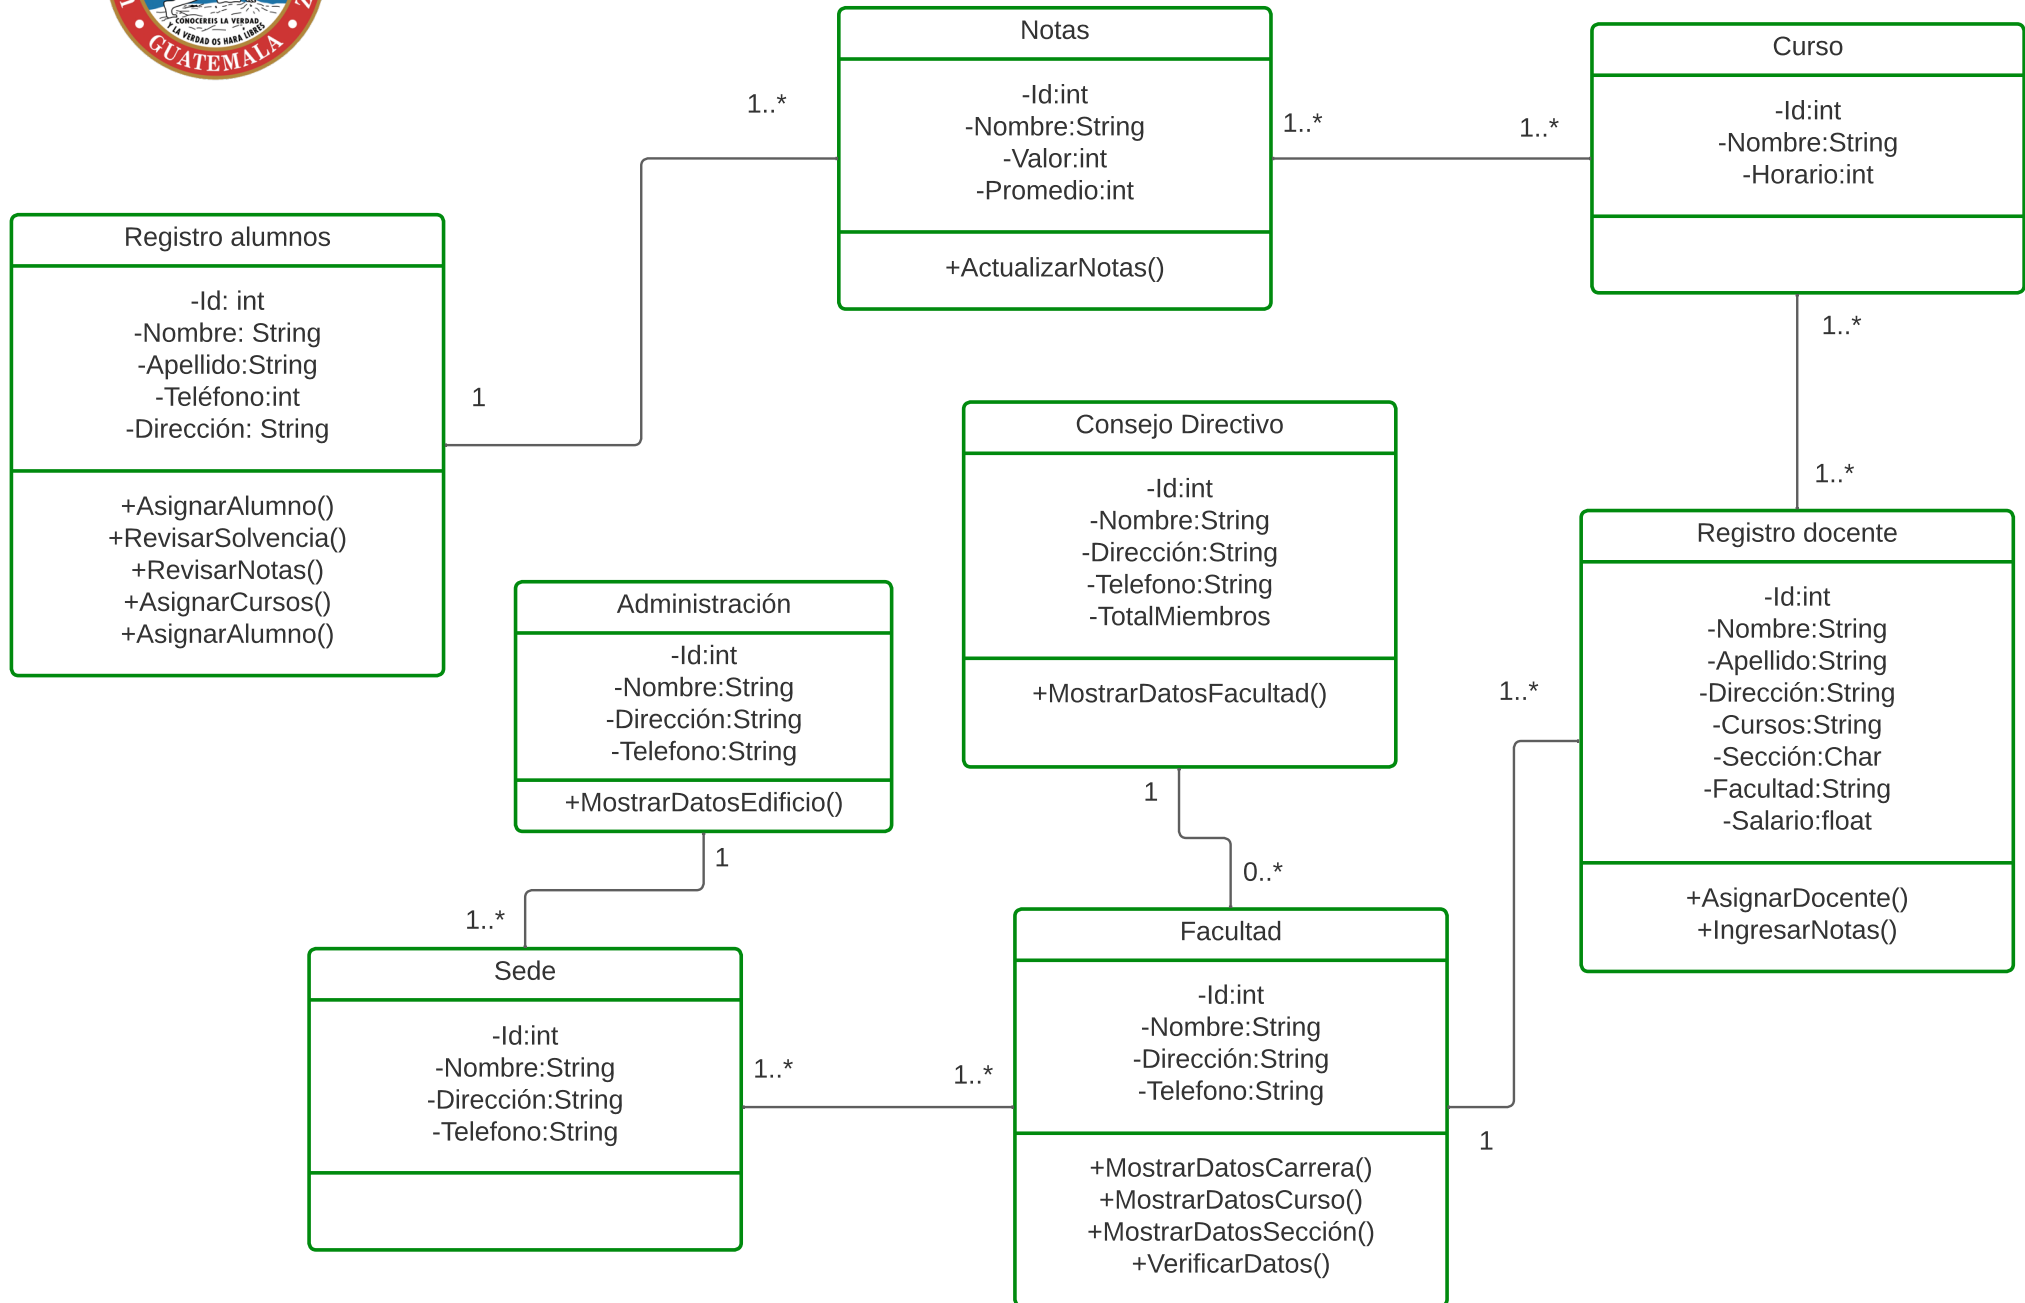 CONOCEREIS LA VERDAD
Y LA VERDAD OS HARA LIBRES
GUATEMALA
Notas
-Id:int
-Nombre:String
-Valor:int
-Promedio:int
+ActualizarNotas()
Curso
-Id:int
-Nombre:String
-Horario:int
1..*
1..*
1..*
Registro alumnos
-Id: int
-Nombre: String
-Apellido:String
-Teléfono:int
-Dirección: String
+AsignarAlumno()
+RevisarSolvencia()
+RevisarNotas()
+AsignarCursos()
+AsignarAlumno()
1
1..*
1..*
Consejo Directivo
-Id:int
-Nombre:String
-Dirección:String
-Telefono:String
-TotalMiembros
+MostrarDatosFacultad()
Registro docente
-Id:int
-Nombre:String
-Apellido:String
-Dirección:String
-Cursos:String
-Sección:Char
-Facultad:String
-Salario:float
+AsignarDocente()
+IngresarNotas()
Administración
-Id:int
-Nombre:String
-Dirección:String
-Telefono:String
+MostrarDatosEdificio()
1..*
1
0..*
1
1..*
Sede
-Id:int
-Nombre:String
-Dirección:String
-Telefono:String
1..*
1..*
Facultad
-Id:int
-Nombre:String
-Dirección:String
-Telefono:String
+MostrarDatosCarrera()
+MostrarDatosCurso()
+MostrarDatosSección()
+VerificarDatos()
1